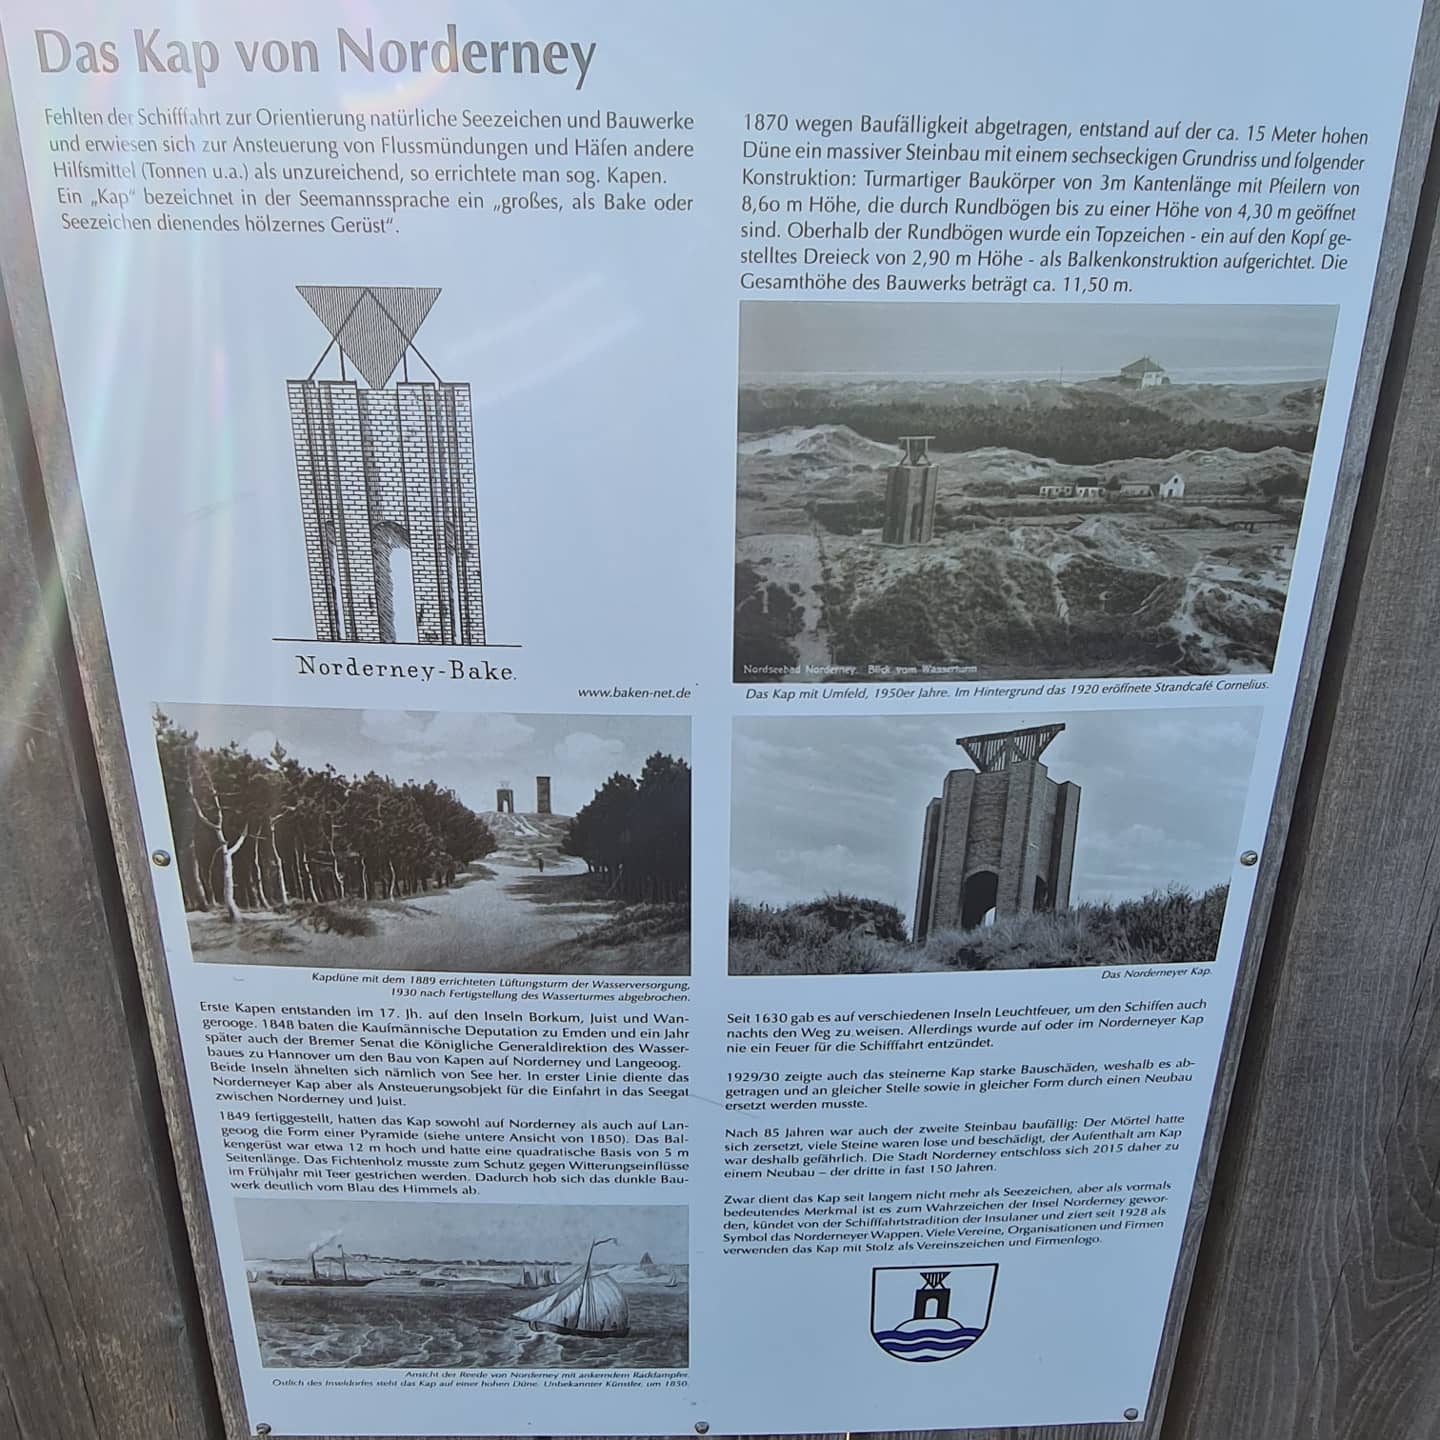 Das Kap von Norderney
Fehlten der Schifffahrt zur Orientierung natürliche Seezeichen und Bauwerke
und erwiesen sich zur Ansteuerung von Flussmündungen und Häfen andere
Hilfsmittel (Tonnen u.a.) als unzureichend, so errichtete man sog. Kapen.
Ein „Kap“ bezeichnet in der Seemannssprache ein „großes, als Bake oder
Seezeichen dienendes hölzernes Gerüst“.
Norderney-Bake.
www.baken-net.de
Kapdüne mit dem 1889 errichteten Lüftungsturm der Wasserversorgung,
1930 nach Fertigstellung des Wasserturmes abgebrochen.
Erste Kapen entstanden im 17. Jh. auf den Inseln Borkum, Juist und Wan-
gerooge. 1848 baten die Kaufmännische Deputation zu Emden und ein Jahr
später auch der Bremer Senat die Königliche Generaldirektion des Wasser-
baues zu Hannover um den Bau von Kapen auf Norderney und Langeoog.
Beide Inseln ähnelten sich nämlich von See her. In erster Linie diente das
Norderneyer Kap aber als Ansteuerungsobjekt für die Einfahrt in das Seegat
zwischen Norderney und Juist.
1849 fertiggestellt, hatten das Kap sowohl auf Norderney als auch auf Lan-
geoog die Form einer Pyramide (siehe untere Ansicht von 1850). Das Bal-
kengerüst war etwa 12 m hoch und hatte eine quadratische Basis von 5 m
Seitenlänge. Das Fichtenholz musste zum Schutz gegen Witterungseinflüsse
im Frühjahr mit Teer gestrichen werden. Dadurch hob sich das dunkle Bau-
werk deutlich vom Blau des Himmels ab.
Ansicht der Reede von Norderney mit ankerndem Raddampfer.
Östlich des Inseldorfes steht das Kap auf einer hohen Düne. Unbekannter Künstler, um 1850.
1870 wegen Baufälligkeit abgetragen, entstand auf der ca. 15 Meter hohen
Düne ein massiver Steinbau mit einem sechseckigen Grundriss und folgender
Konstruktion: Turmartiger Baukörper von 3m Kantenlänge mit Pfeilern von
8,60 m Höhe, die durch Rundbögen bis zu einer Höhe von 4,30 m geöffnet
sind. Oberhalb der Rundbögen wurde ein Topzeichen - ein auf den Kopf ge-
stelltes Dreieck von 2,90 m Höhe - als Balkenkonstruktion aufgerichtet. Die
Gesamthöhe des Bauwerks beträgt ca. 11,50 m.
Nordseebad Norderney. Blick vom Wasserturm
Das Kap mit Umfeld, 1950er Jahre. Im Hintergrund das 1920 eröffnete Strandcafé Cornelius.
Das Norderneyer Kap.
Seit 1630 gab es auf verschiedenen Inseln Leuchtfeuer, um den Schiffen auch
nachts den Weg zu weisen. Allerdings wurde auf oder im Norderneyer Kap
nie ein Feuer für die Schifffahrt entzündet.
1929/30 zeigte auch das steinerne Kap starke Bauschäden, weshalb es ab-
getragen und an gleicher Stelle sowie in gleicher Form durch einen Neubau
ersetzt werden musste.
Nach 85 Jahren war auch der zweite Steinbau baufällig: Der Mörtel hatte
sich zersetzt, viele Steine waren lose und beschädigt, der Aufenthalt am Kap
war deshalb gefährlich. Die Stadt Norderney entschloss sich 2015 daher zu
einem Neubau – der dritte in fast 150 Jahren.
Zwar dient das Kap seit langem nicht mehr als Seezeichen, aber als vormals
bedeutendes Merkmal ist es zum Wahrzeichen der Insel Norderney gewor-
den, kündet von der Schifffahrtstradition der Insulaner und ziert seit 1928 als
Symbol das Norderneyer Wappen. Viele Vereine, Organisationen und Firmen
verwenden das Kap mit Stolz als Vereinszeichen und Firmenlogo.